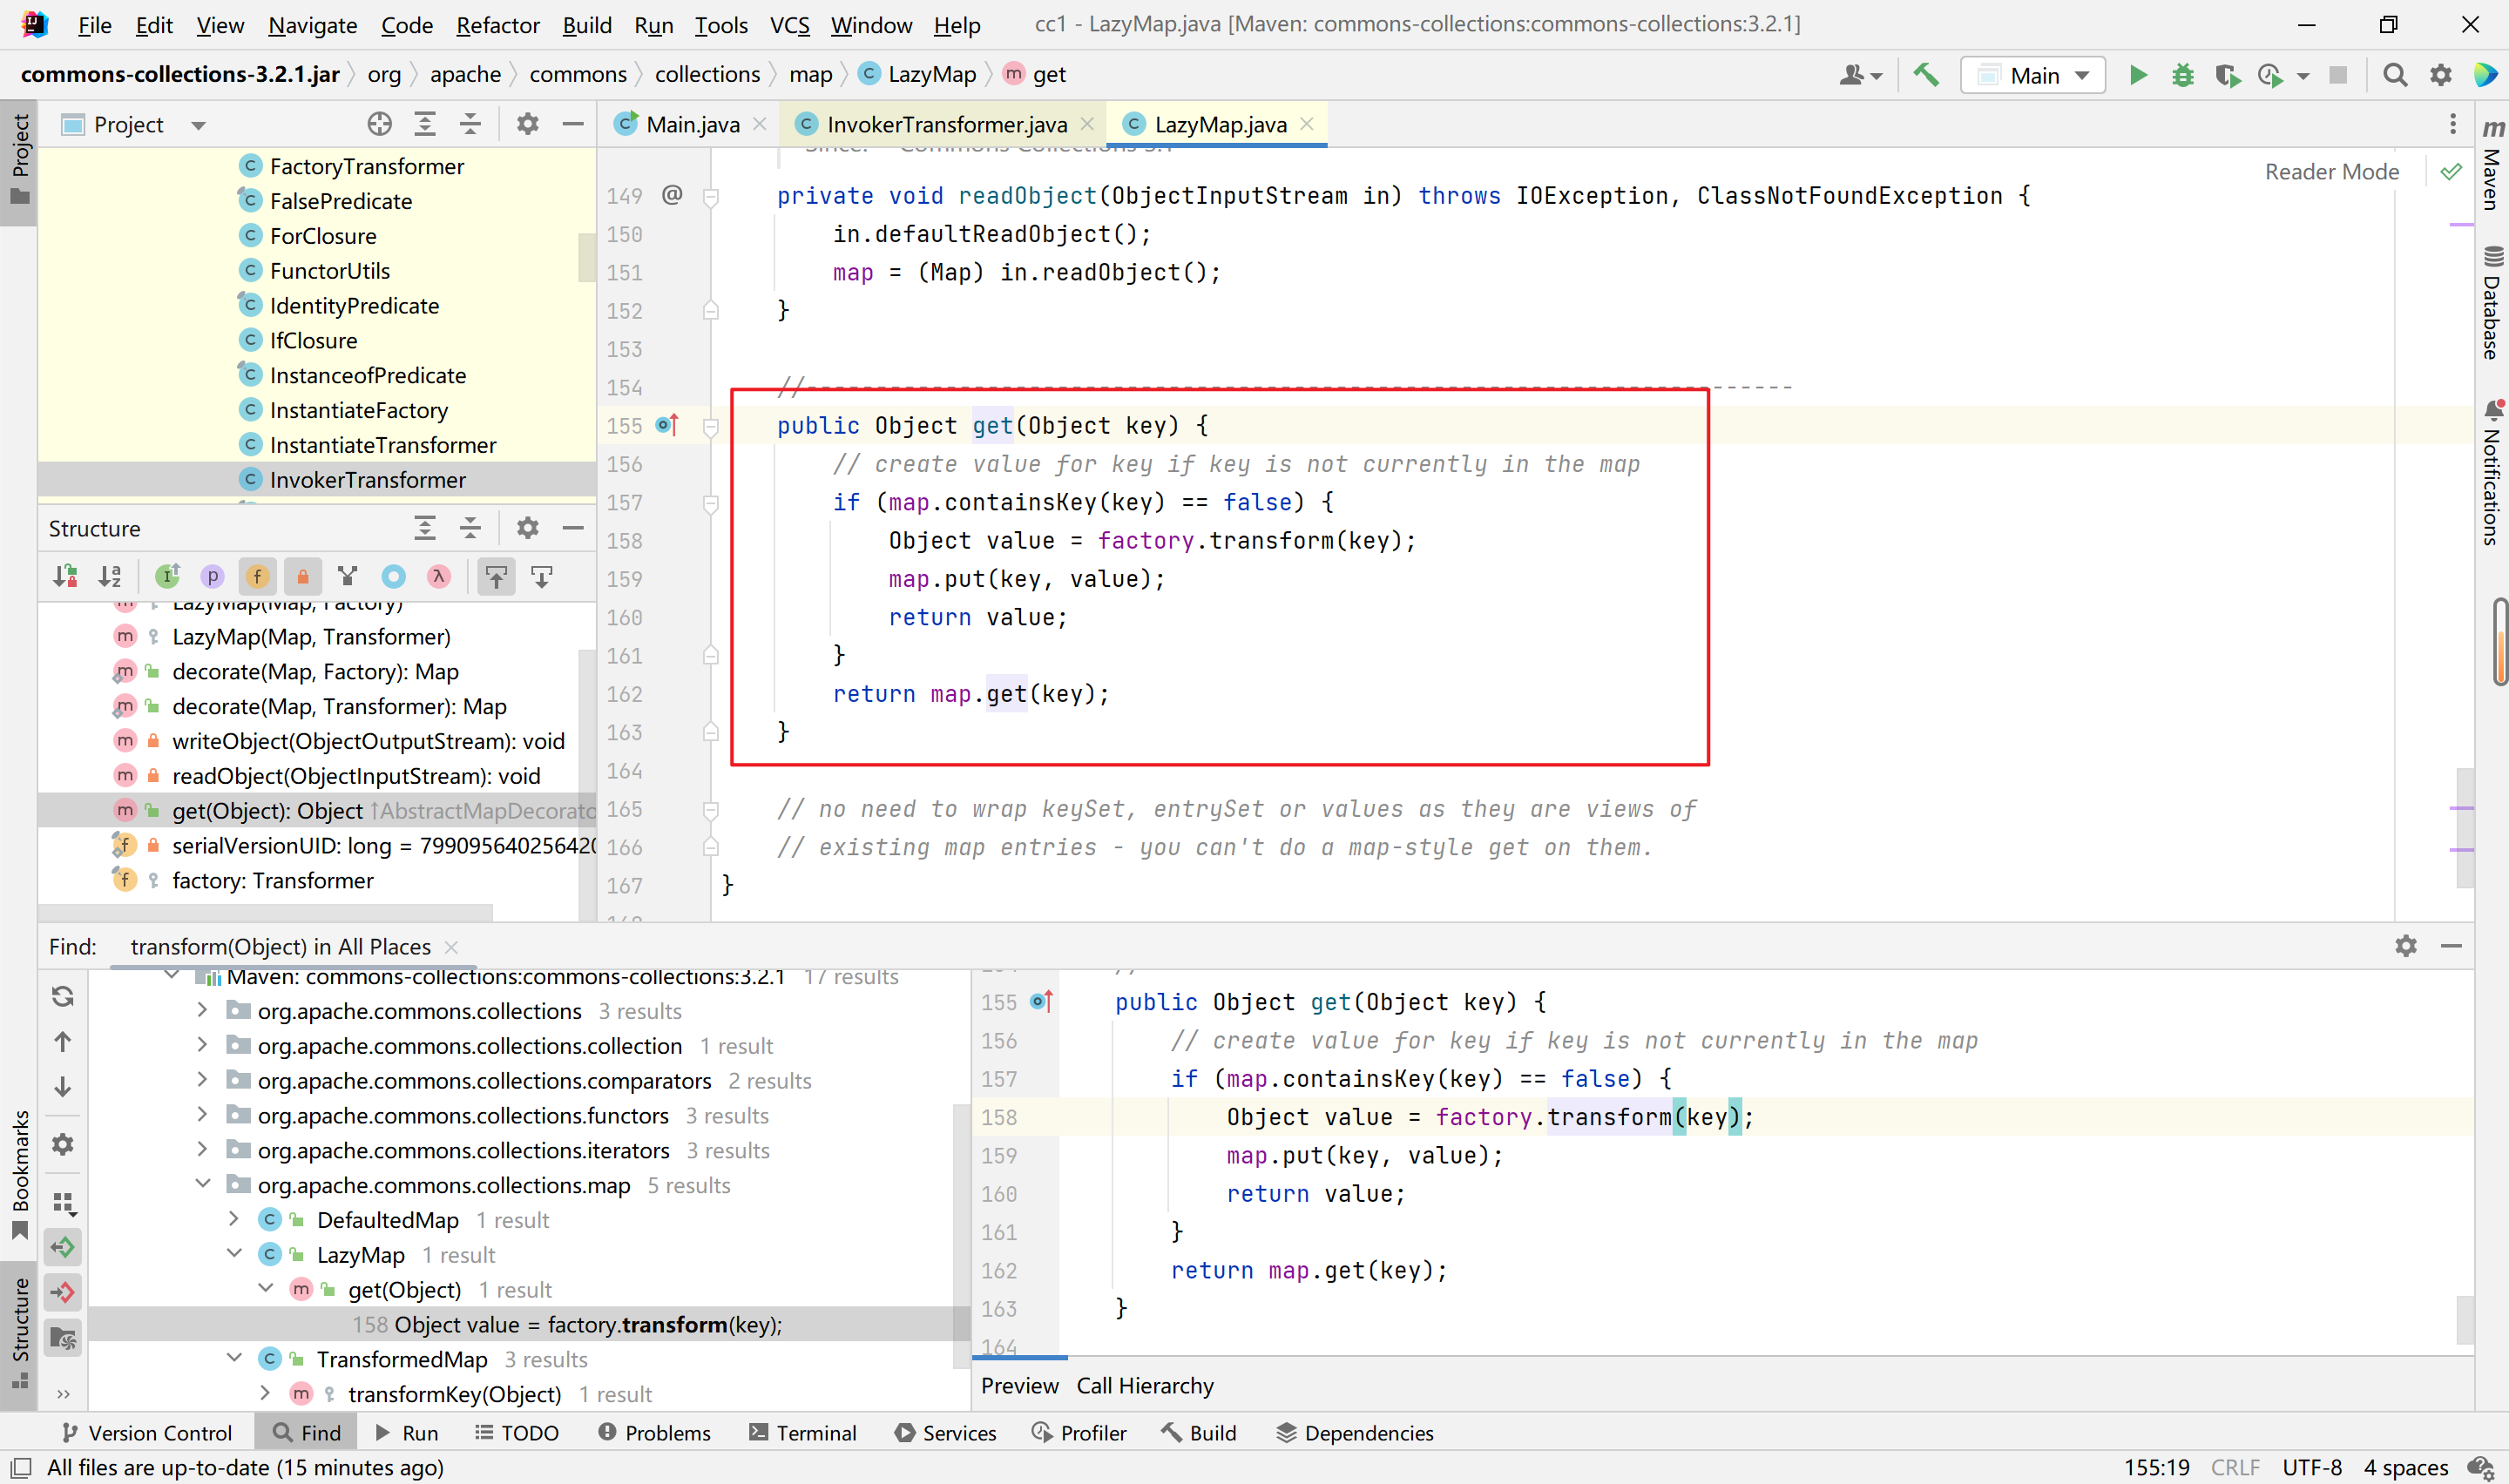 File Edit View Navigate Code Refactor Build Run Tools VCS Window Help cc1 - LazyMap.java [Maven: commons-collections:commons-collections:3.2.1]
commons-collections-3.2.1.jar org apache commons collections map LazyMap get
Main
Project
Main.java InvokerTransformer.java LazyMap.java
FactoryTransformer
FalsePredicate
ForClosure
FunctorUtils
IdentityPredicate
IfClosure
InstanceofPredicate
InstantiateFactory
InstantiateTransformer
InvokerTransformer
Structure
LazyMap(Map, Factory)
LazyMap(Map, Transformer)
decorate(Map, Factory): Map
decorate(Map, Transformer): Map
writeObject(ObjectOutputStream): void
readObject(ObjectInputStream): void
get(Object): Object ↑AbstractMapDecorato
serialVersionUID: long = 799095640256420
factory: Transformer
Reader Mode
149 @ private void readObject(ObjectInputStream in) throws IOException, ClassNotFoundException {
150 in.defaultReadObject();
151 map = (Map) in.readObject();
152 }
153
154 //-----------------------------------------------------------------------
155 public Object get(Object key) {
156 // create value for key if key is not currently in the map
157 if (map.containsKey(key) == false) {
158 Object value = factory.transform(key);
159 map.put(key, value);
160 return value;
161 }
162 return map.get(key);
163 }
164
165 // no need to wrap keySet, entrySet or values as they are views of
166 // existing map entries - you can't do a map-style get on them.
167 }
Find: transform(Object) in All Places
Maven: commons-collections:commons-collections:3.2.1 17 results
org.apache.commons.collections 3 results
org.apache.commons.collections.collection 1 result
org.apache.commons.collections.comparators 2 results
org.apache.commons.collections.functors 3 results
org.apache.commons.collections.iterators 3 results
org.apache.commons.collections.map 5 results
DefaultedMap 1 result
LazyMap 1 result
get(Object) 1 result
158 Object value = factory.transform(key);
TransformedMap 3 results
transformKey(Object) 1 result
155 public Object get(Object key) {
156 // create value for key if key is not currently in the map
157 if (map.containsKey(key) == false) {
158 Object value = factory.transform(key);
159 map.put(key, value);
160 return value;
161 }
162 return map.get(key);
163 }
164
Preview Call Hierarchy
Project
Bookmarks
Structure
Maven
Database
Notifications
Version Control Find Run TODO Problems Terminal Services Profiler Build Dependencies
All files are up-to-date (15 minutes ago) 155:19 CRLF UTF-8 4 spaces